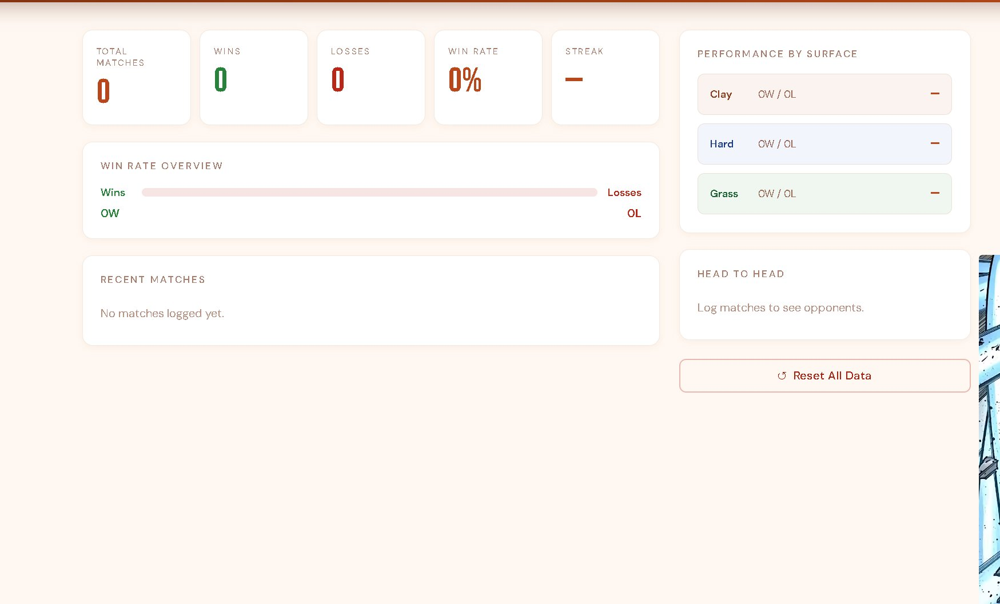 TOTAL
MATCHES
0
WINS
0
LOSSES
0
WIN RATE
0%
STREAK
—
WIN RATE OVERVIEW
Wins
Losses
0W
0L
RECENT MATCHES
No matches logged yet.
PERFORMANCE BY SURFACE
Clay 0W / 0L —
Hard 0W / 0L —
Grass 0W / 0L —
HEAD TO HEAD
Log matches to see opponents.
↺ Reset All Data